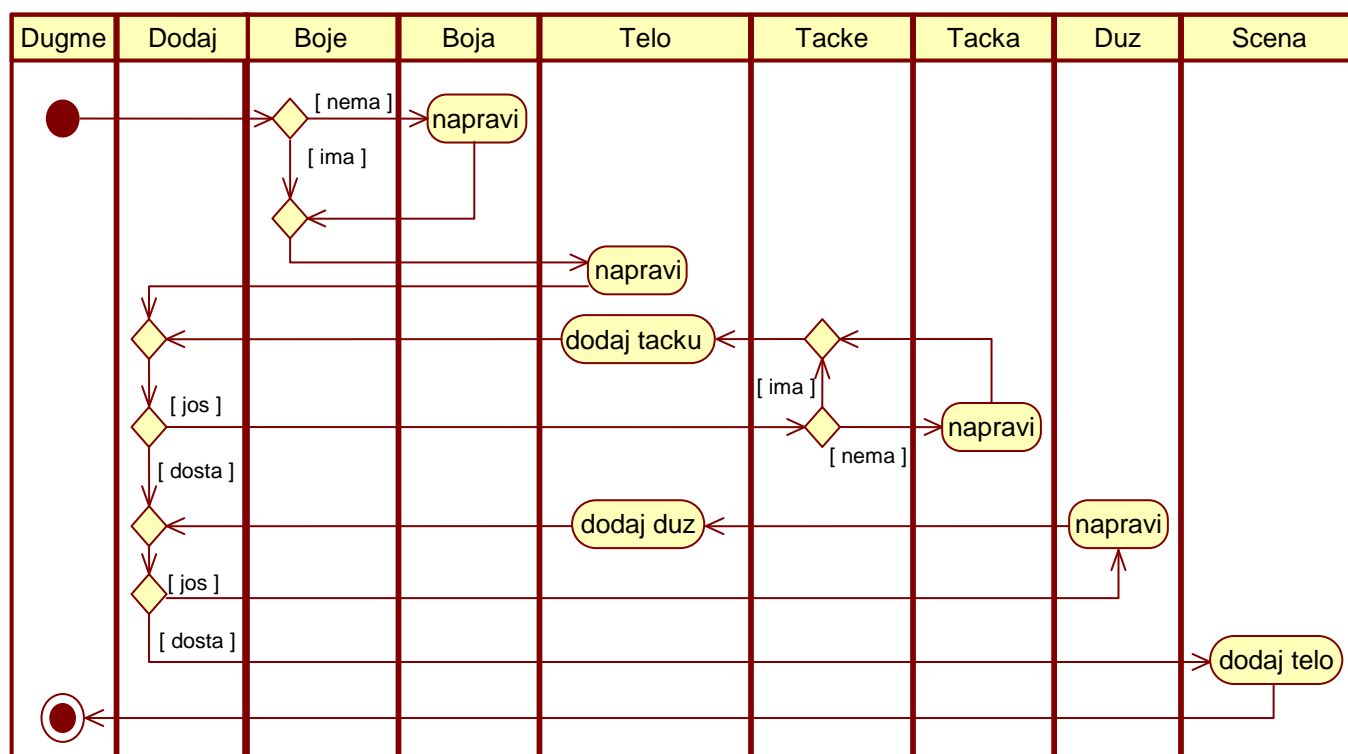 Dugme Dodaj Boje Boja Telo Tacke Tacka Duz Scena
[ nema ]
napravi
[ ima ]
napravi
dodaj tacku
[ ima ]
[ jos ]
napravi
[ nema ]
[ dosta ]
dodaj duz
napravi
[ jos ]
[ dosta ]
dodaj telo